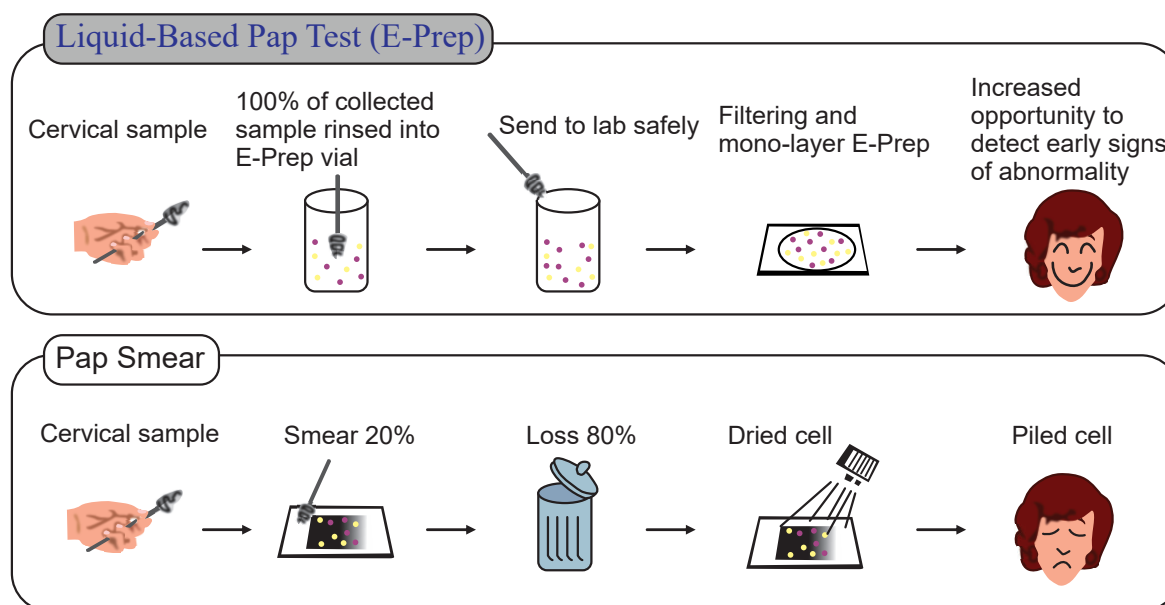 Liquid-Based Pap Test (E-Prep)
Cervical sample
100% of collected
sample rinsed into
E-Prep vial
Send to lab safely
Filtering and
mono-layer E-Prep
Increased
opportunity to
detect early signs
of abnormality
Pap Smear
Cervical sample
Smear 20%
Loss 80%
Dried cell
Piled cell